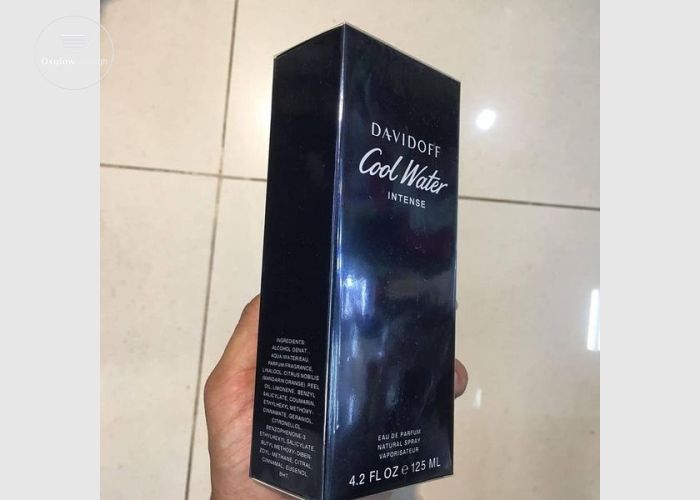 Oxglow
DAVIDOFF
Cool Water
INTENSE
INGREDIENTS:
ALCOHOL DENAT.,
AQUA/WATER/EAU,
PARFUM/FRAGRANCE,
LINALOOL, CITRUS NOBILIS
(MANDARIN ORANGE) PEEL
OIL, LIMONENE, BENZYL
SALICYLATE, COUMARIN,
ETHYLHEXYL METHOXY-
CINNAMATE, GERANIOL,
CITRONELLOL,
BENZOPHENONE-3
ETHYLHEXYL SALICYLATE,
BUTYL METHOXY-DIBEN-
ZOYL-METHANE, CITRAL,
CINNAMAL, EUGENOL,
BHT.
EAU DE PARFUM
NATURAL SPRAY
VAPORISATEUR
4.2 FL OZ e 125 ML